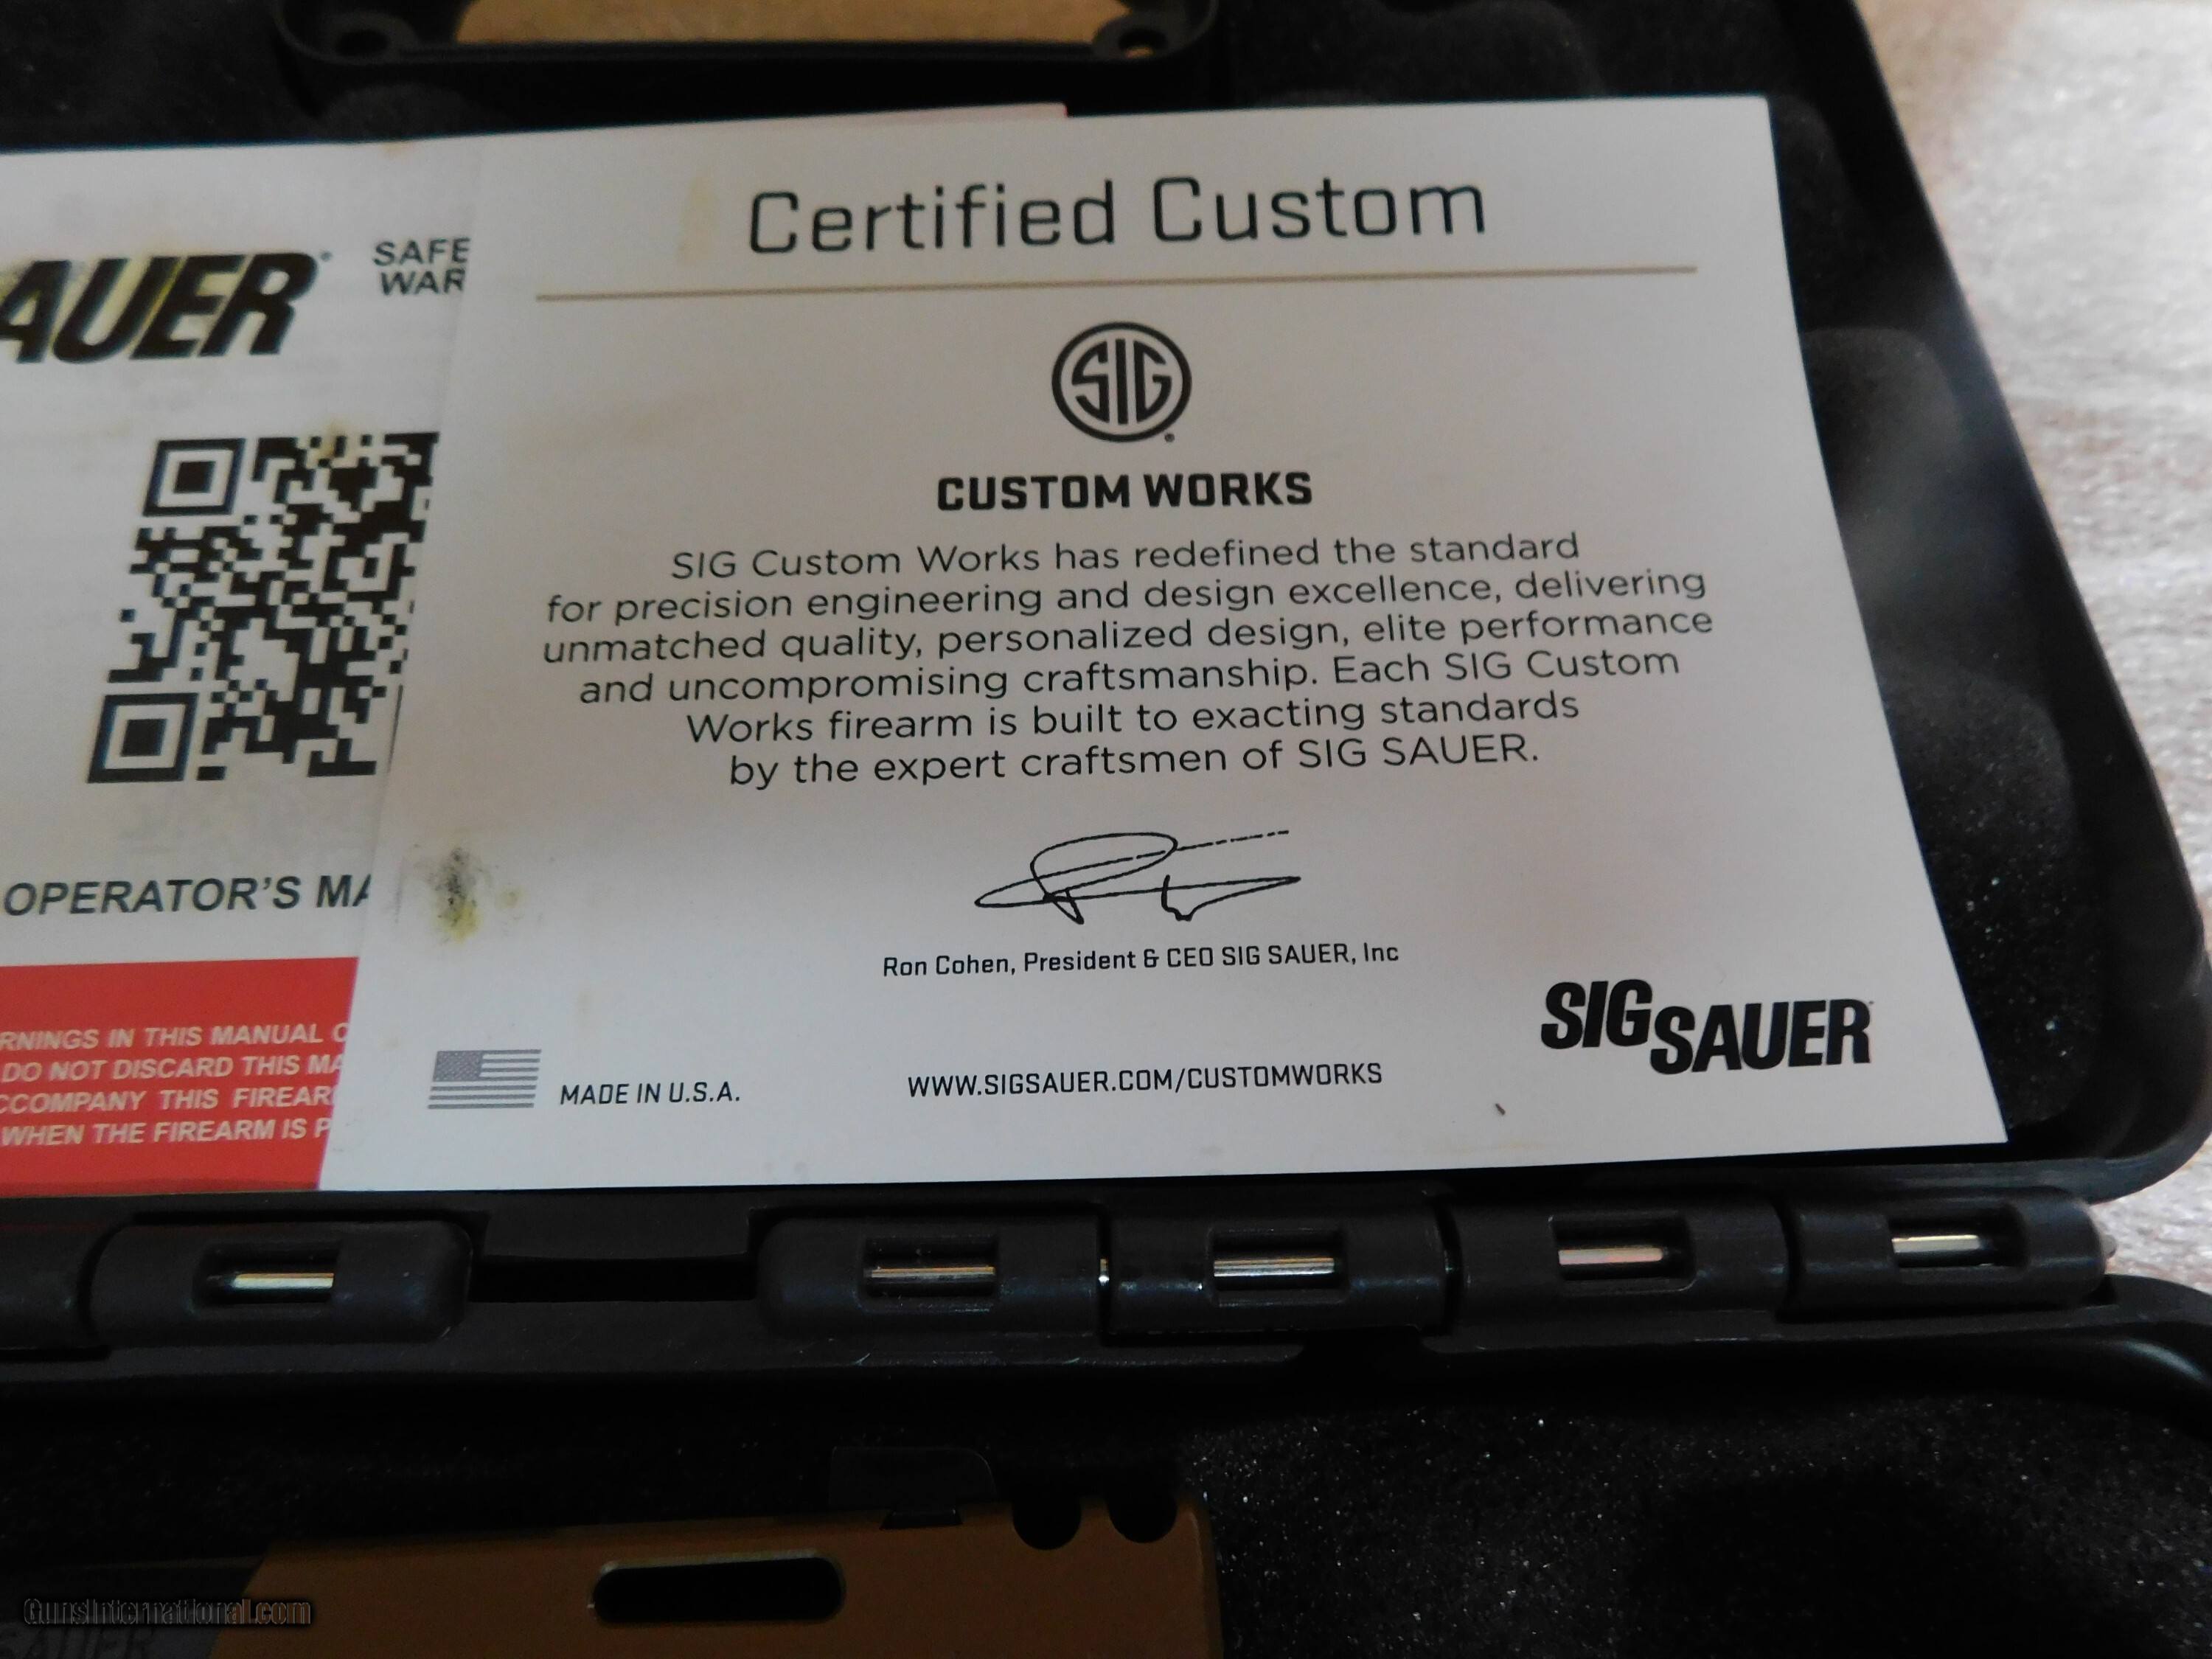 Certified Custom
SIG
CUSTOM WORKS
SIG Custom Works has redefined the standard
for precision engineering and design excellence, delivering
unmatched quality, personalized design, elite performance
and uncompromising craftsmanship. Each SIG Custom
Works firearm is built to exacting standards
by the expert craftsmen of SIG SAUER.
Ron Cohen, President & CEO SIG SAUER, Inc
MADE IN U.S.A.
WWW.SIGSAUER.COM/CUSTOMWORKS
SIG SAUER
AUER
SAFE
WAR
OPERATOR'S MA
RNINGS IN THIS MANUAL
DO NOT DISCARD THIS MA
CCOMPANY THIS FIREAR
WHEN THE FIREARM IS P
GunsInternational.com
SAUER